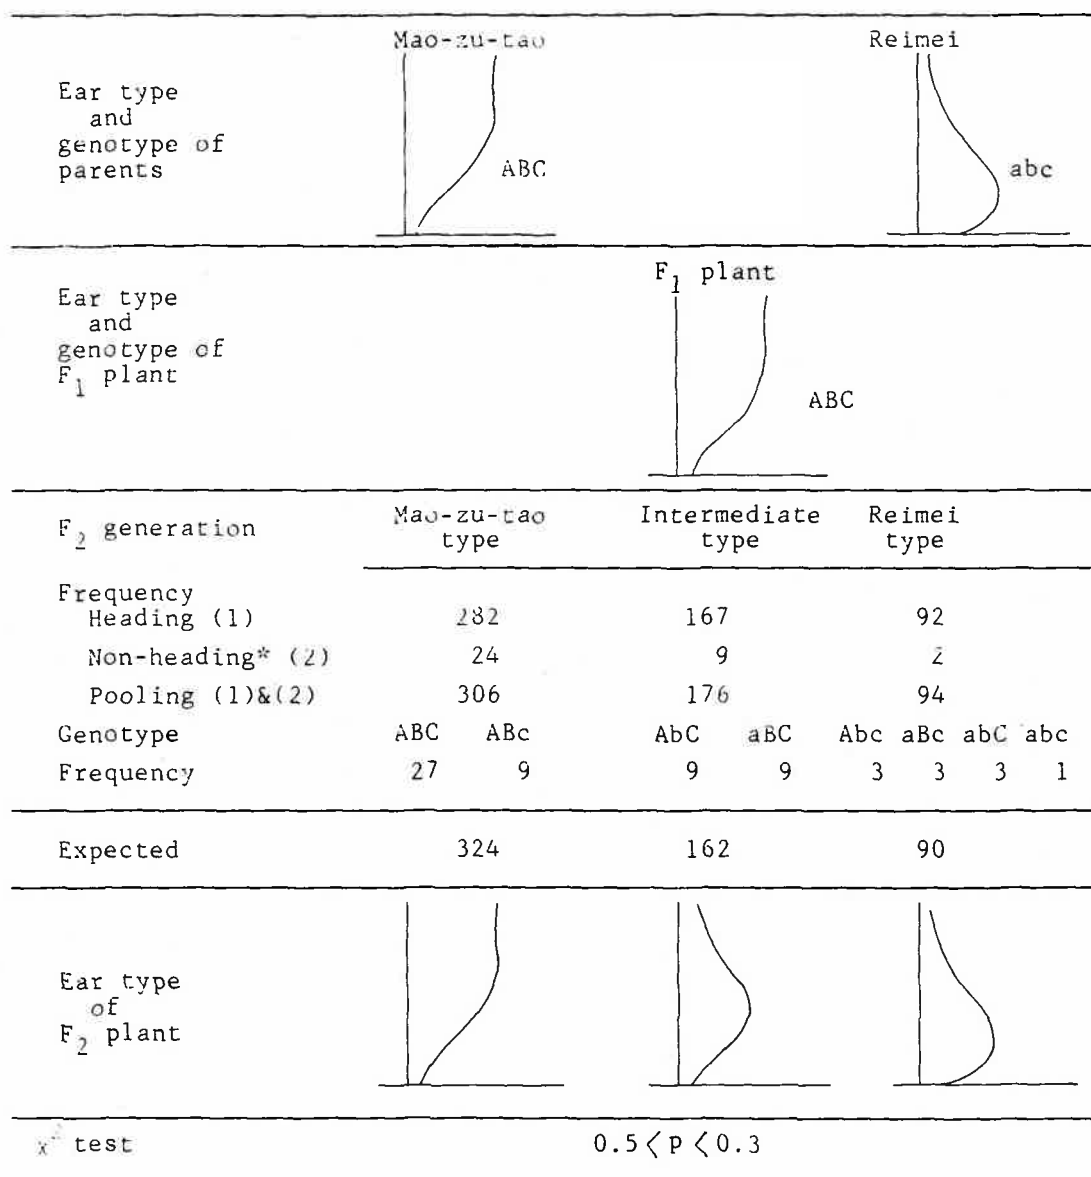 Mao-zu-tao Reimei
Ear type
and
genotype of
parents
ABC abc
F1 plant
Ear type
and
genotype of
F1 plant
ABC
F2 generation Mao-zu-tao Intermediate Reimei
type type type
Frequency
Heading (1) 282 167 92
Non-heading* (2) 24 9 2
Pooling (1)&(2) 306 176 94
Genotype ABC ABc AbC aBC Abc aBc abC abc
Frequency 27 9 9 9 3 3 3 1
Expected 324 162 90
Ear type
of
F2 plant
x² test 0.5<p<0.3